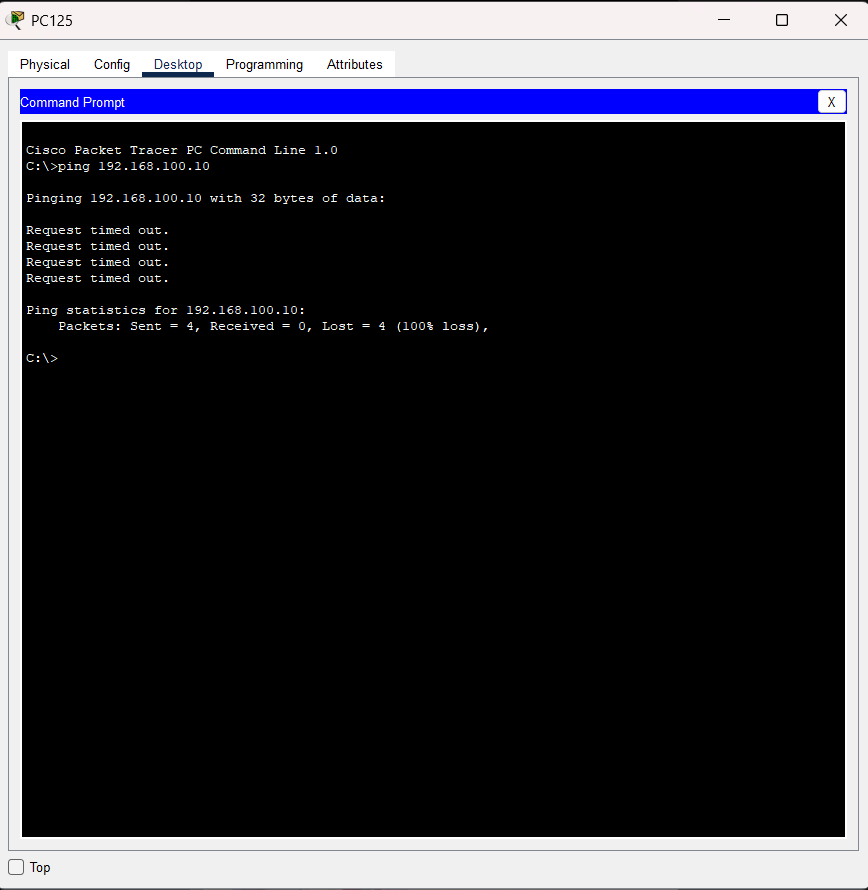 PC125
Physical Config Desktop Programming Attributes
Command Prompt X
Cisco Packet Tracer PC Command Line 1.0
C:\>ping 192.168.100.10
Pinging 192.168.100.10 with 32 bytes of data:
Request timed out.
Request timed out.
Request timed out.
Request timed out.
Ping statistics for 192.168.100.10:
    Packets: Sent = 4, Received = 0, Lost = 4 (100% loss),
C:\>
Top